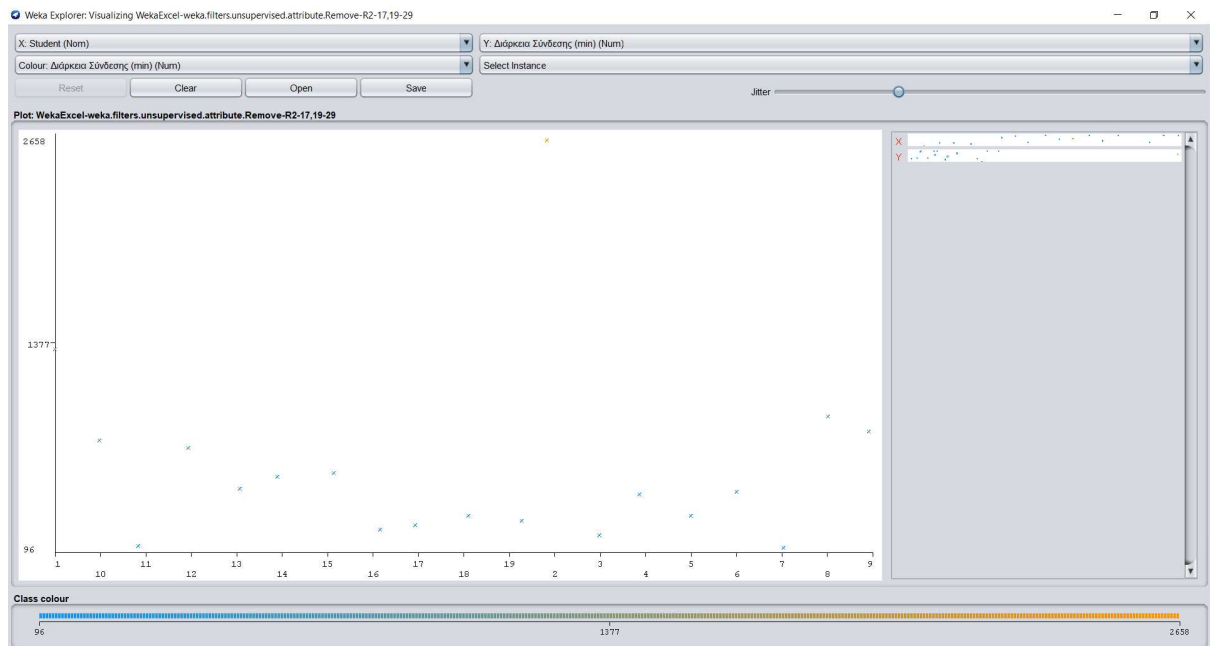 Weka Explorer: Visualizing WekaExcel-weka.filters.unsupervised.attribute.Remove-R2-17,19-29
X: Student (Nom)
Y: Διάρκεια Σύνδεσης (min) (Num)
Colour: Διάρκεια Σύνδεσης (min) (Num)
Select Instance
Reset
Clear
Open
Save
Jitter
Plot: WekaExcel-weka.filters.unsupervised.attribute.Remove-R2-17,19-29
2658
1377
96
1 11 13 15 17 19 3 5 7 9
10 12 14 16 18 2 4 6 8
X
Y
Class colour
96 1377 2658